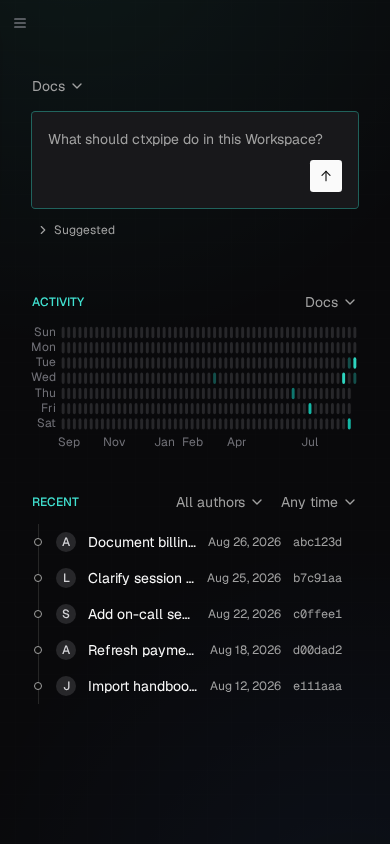 Docs
What should ctxpipe do in this Workspace?
Suggested
ACTIVITY Docs
Sun
Mon
Tue
Wed
Thu
Fri
Sat
Sep Nov Jan Feb Apr Jul
RECENT All authors Any time
A Document billin... Aug 26, 2026 abc123d
L Clarify session ... Aug 25, 2026 b7c91aa
S Add on-call se... Aug 22, 2026 c0ffee1
A Refresh payme... Aug 18, 2026 d00dad2
J Import handboo... Aug 12, 2026 e111aaa